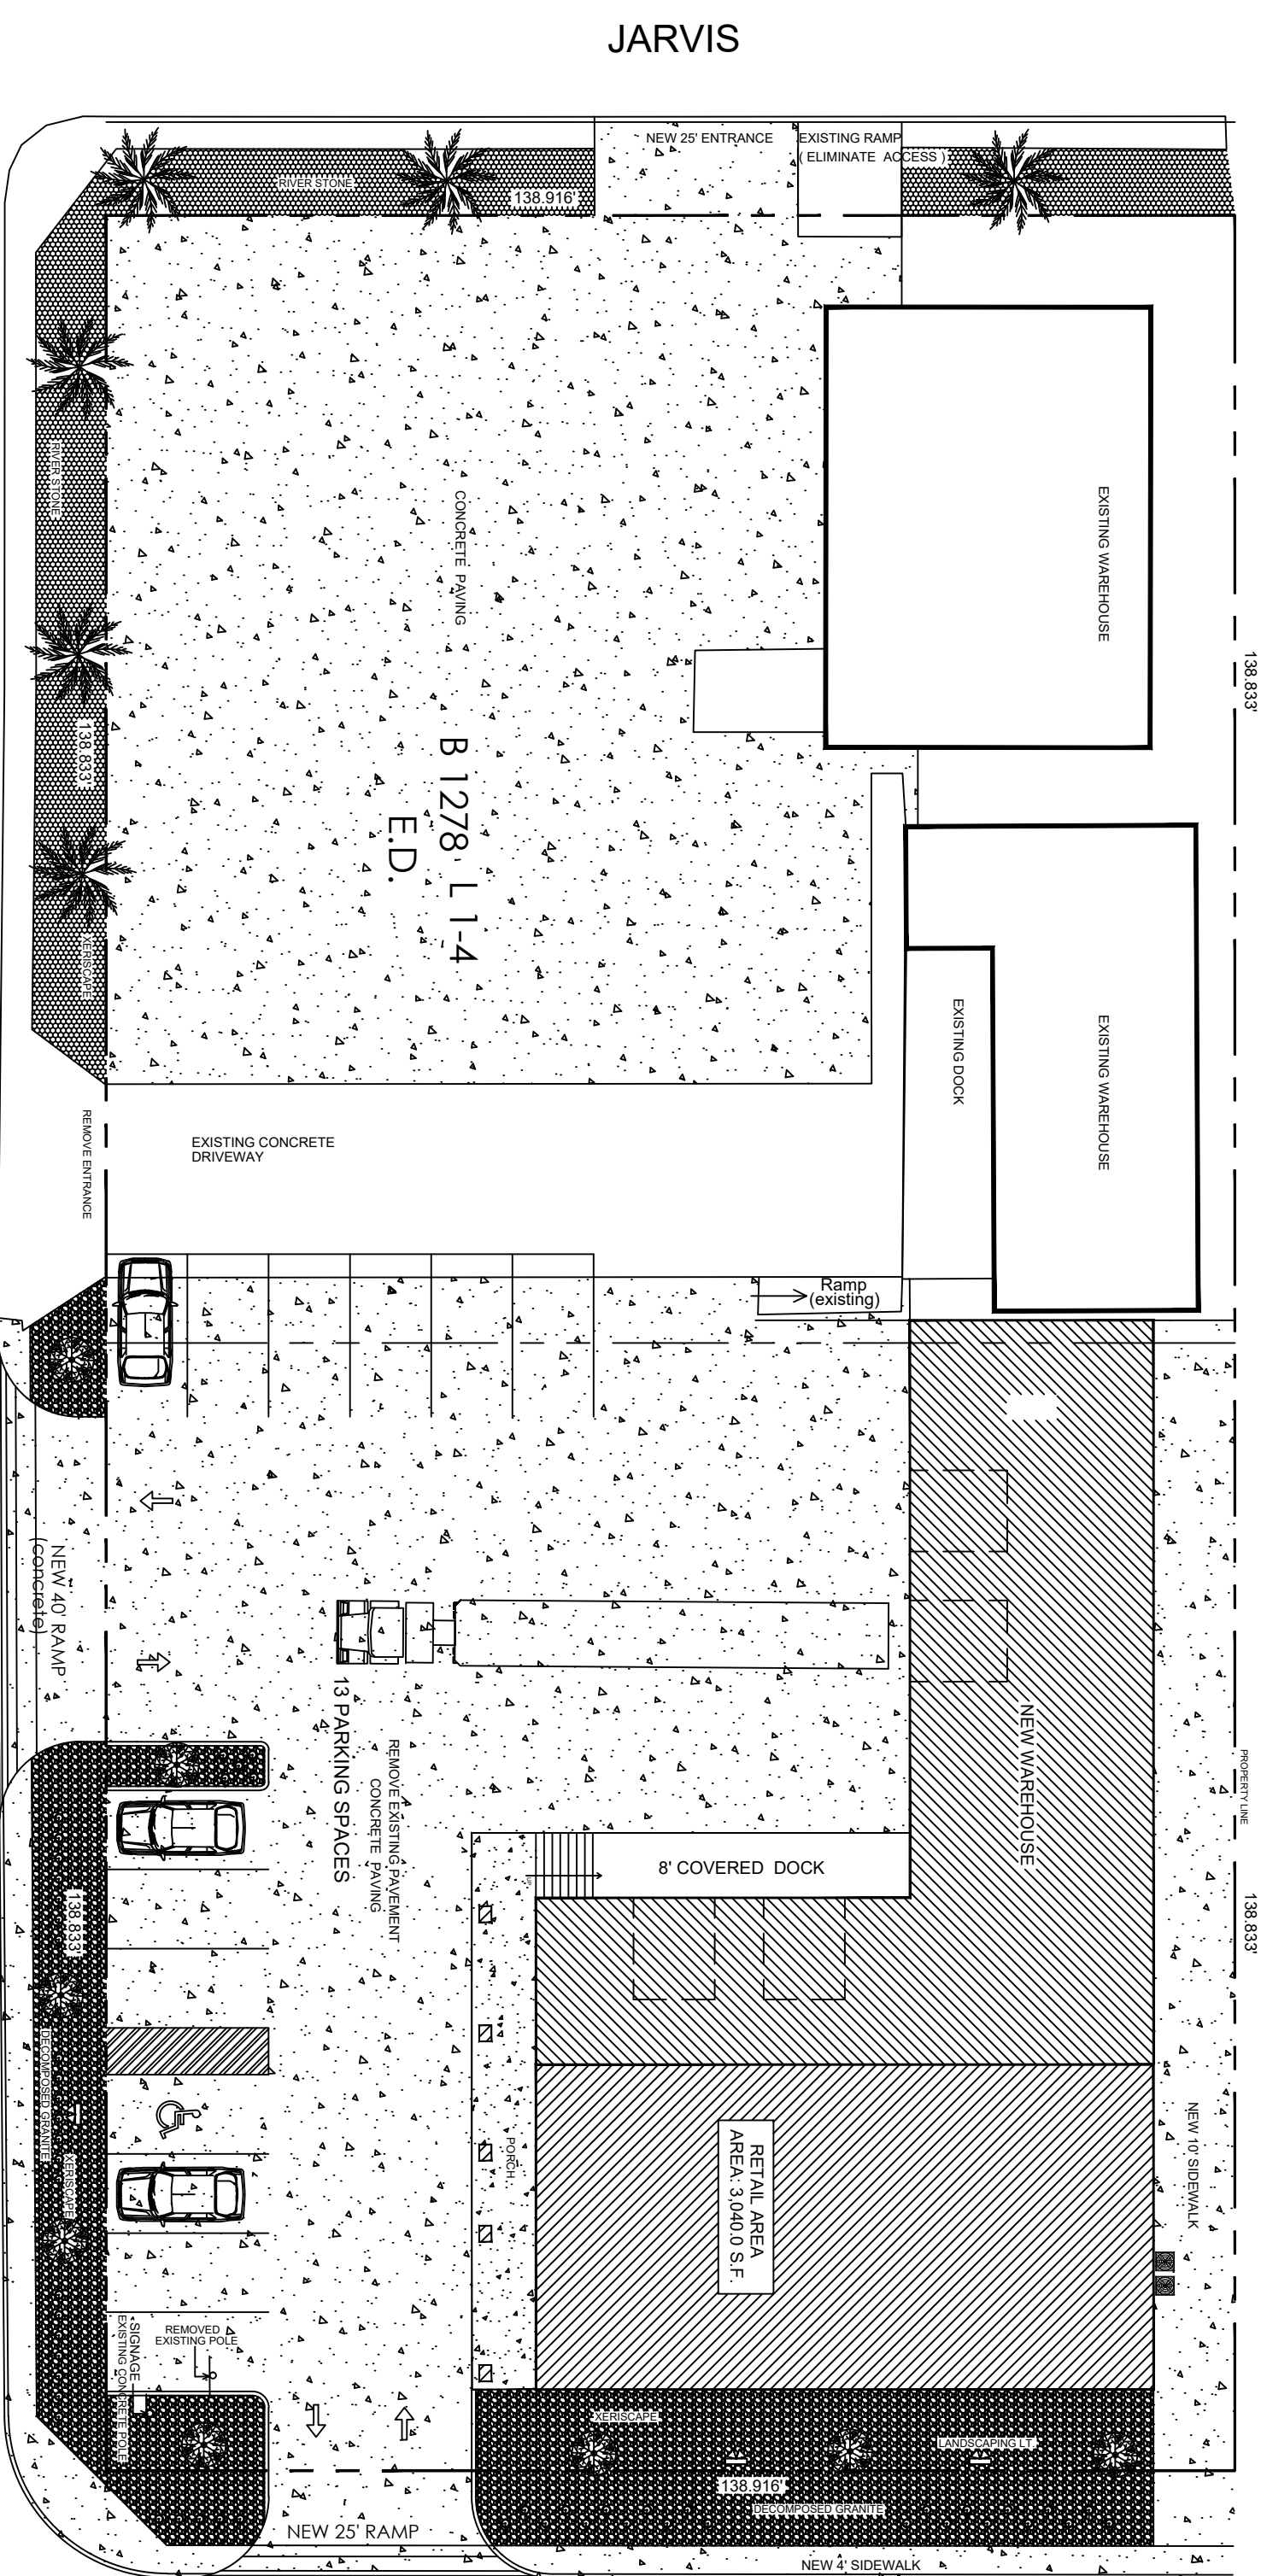 JARVIS
NEW 25' ENTRANCE
EXISTING RAMP
( ELIMINATE ACCESS )
RIVER STONE
138.916'
RIVER STONE
CONCRETE PAVING
EXISTING WAREHOUSE
138.833'
138.833'
B 1278 L 1-4
E.D.
XERISCAPE
EXISTING DOCK
EXISTING WAREHOUSE
REMOVE ENTRANCE
EXISTING CONCRETE
DRIVEWAY
Ramp
(existing)
NEW 40' RAMP
(concrete)
13 PARKING SPACES
REMOVE EXISTING PAVEMENT
CONCRETE PAVING
NEW WAREHOUSE
PROPERTY LINE
8' COVERED DOCK
138.833'
138.833'
DECOMPOSED GRANITE
XERISCAPE
PORCH
RETAIL AREA
AREA: 3,040.0 S.F.
NEW 10' SIDEWALK
SIGNAGE
EXISTING CONCRETE POLE
REMOVED
EXISTING POLE
XERISCAPE
LANDSCAPING LT.
138.916'
DECOMPOSED GRANITE
NEW 25' RAMP
NEW 4' SIDEWALK